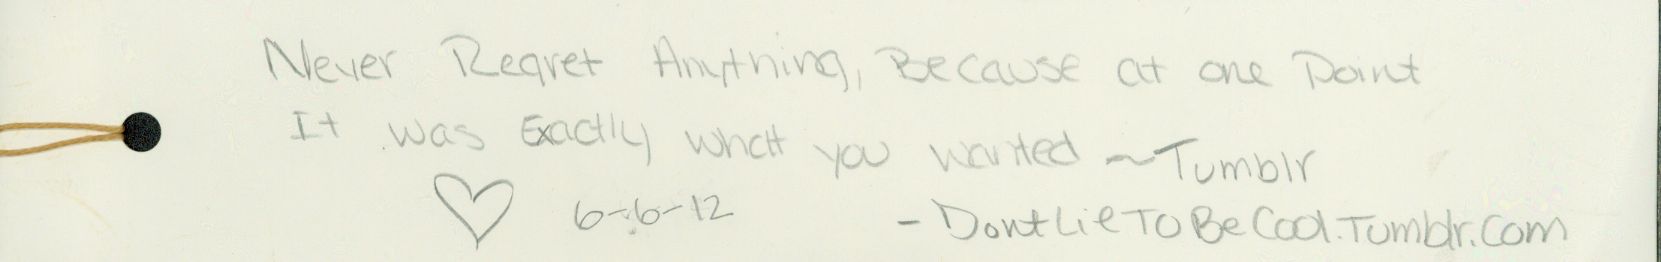 Never Regret Anything, Because at one Point
It was Exactly what you wanted ~Tumblr
♡ 6-6-12 - DontLieToBeCool.Tumblr.Com